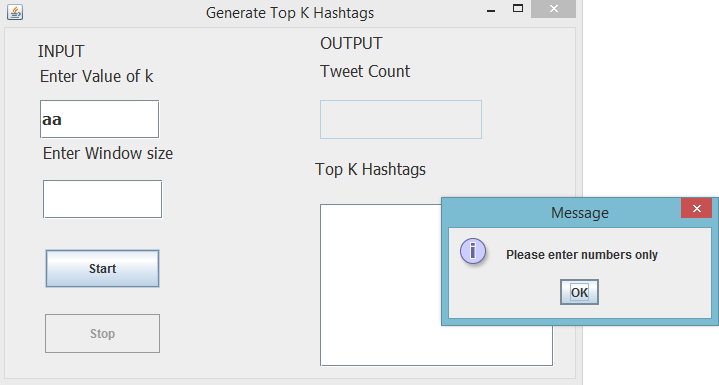 Generate Top K Hashtags
INPUT
Enter Value of k
aa
Enter Window size
Start
Stop
OUTPUT
Tweet Count
Top K Hashtags
Message
Please enter numbers only
OK